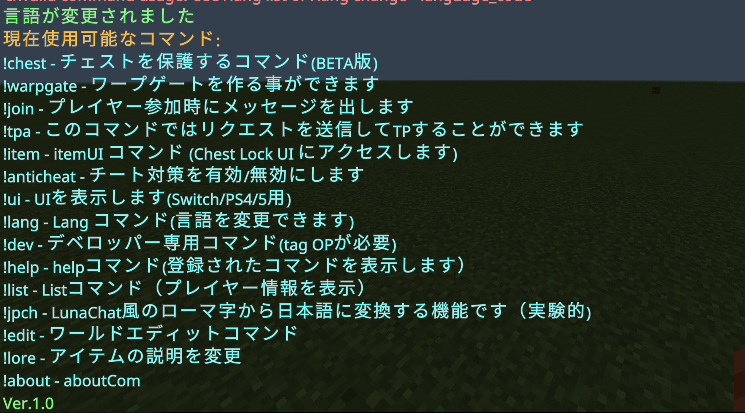 言語が変更されました
現在使用可能なコマンド:
!chest - チェストを保護するコマンド(BETA版)
!warpgate - ワープゲートを作る事ができます
!join - プレイヤー参加時にメッセージを出します
!tpa - このコマンドではリクエストを送信してTPすることができます
!item - itemUI コマンド (Chest Lock UI にアクセスします)
!anticheat - チート対策を有効/無効にします
!ui - UIを表示します(Switch/PS4/5用)
!lang - Lang コマンド(言語を変更できます)
!dev - デベロッパー専用コマンド(tag OPが必要)
!help - helpコマンド(登録されたコマンドを表示します）
!list - Listコマンド（プレイヤー情報を表示）
!jpch - LunaChat風のローマ字から日本語に変換する機能です（実験的)
!edit - ワールドエディットコマンド
!lore - アイテムの説明を変更
!about - aboutCom
Ver.1.0